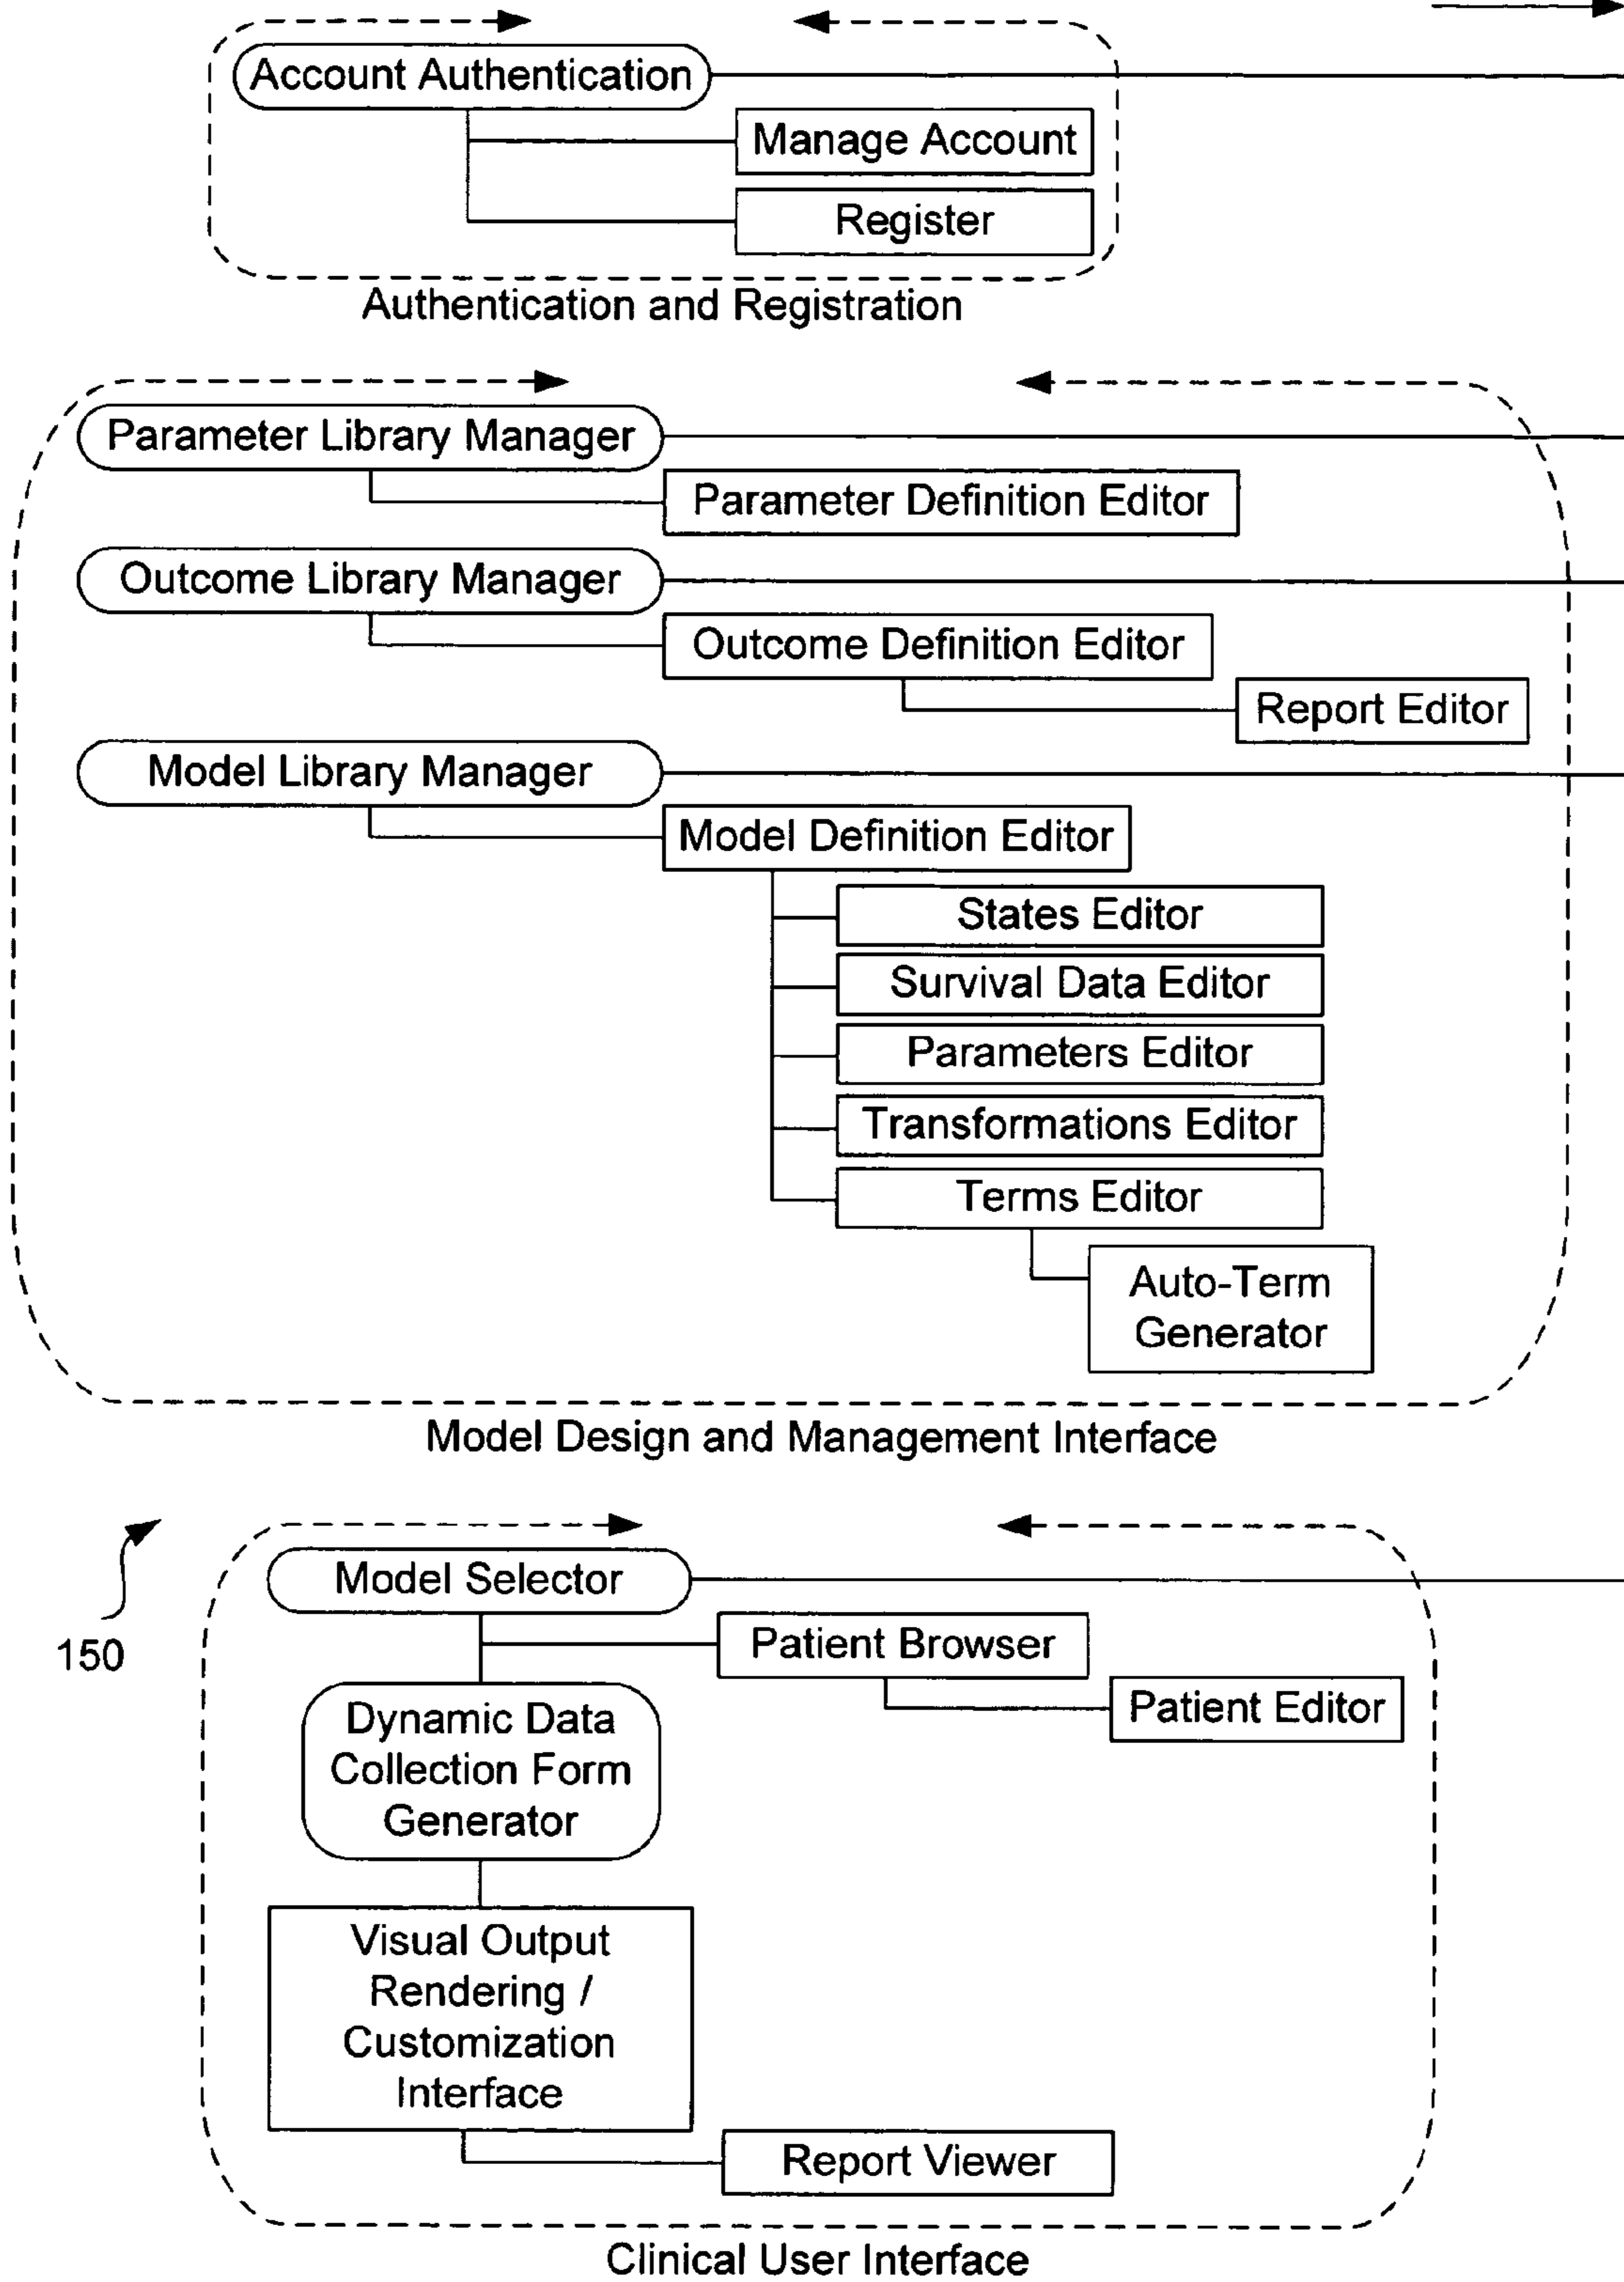 Account Authentication
Manage Account
Register
Authentication and Registration
Parameter Library Manager
Parameter Definition Editor
Outcome Library Manager
Outcome Definition Editor
Report Editor
Model Library Manager
Model Definition Editor
States Editor
Survival Data Editor
Parameters Editor
Transformations Editor
Terms Editor
Auto-Term
Generator
Model Design and Management Interface
150
Model Selector
Patient Browser
Patient Editor
Dynamic Data
Collection Form
Generator
Visual Output
Rendering /
Customization
Interface
Report Viewer
Clinical User Interface